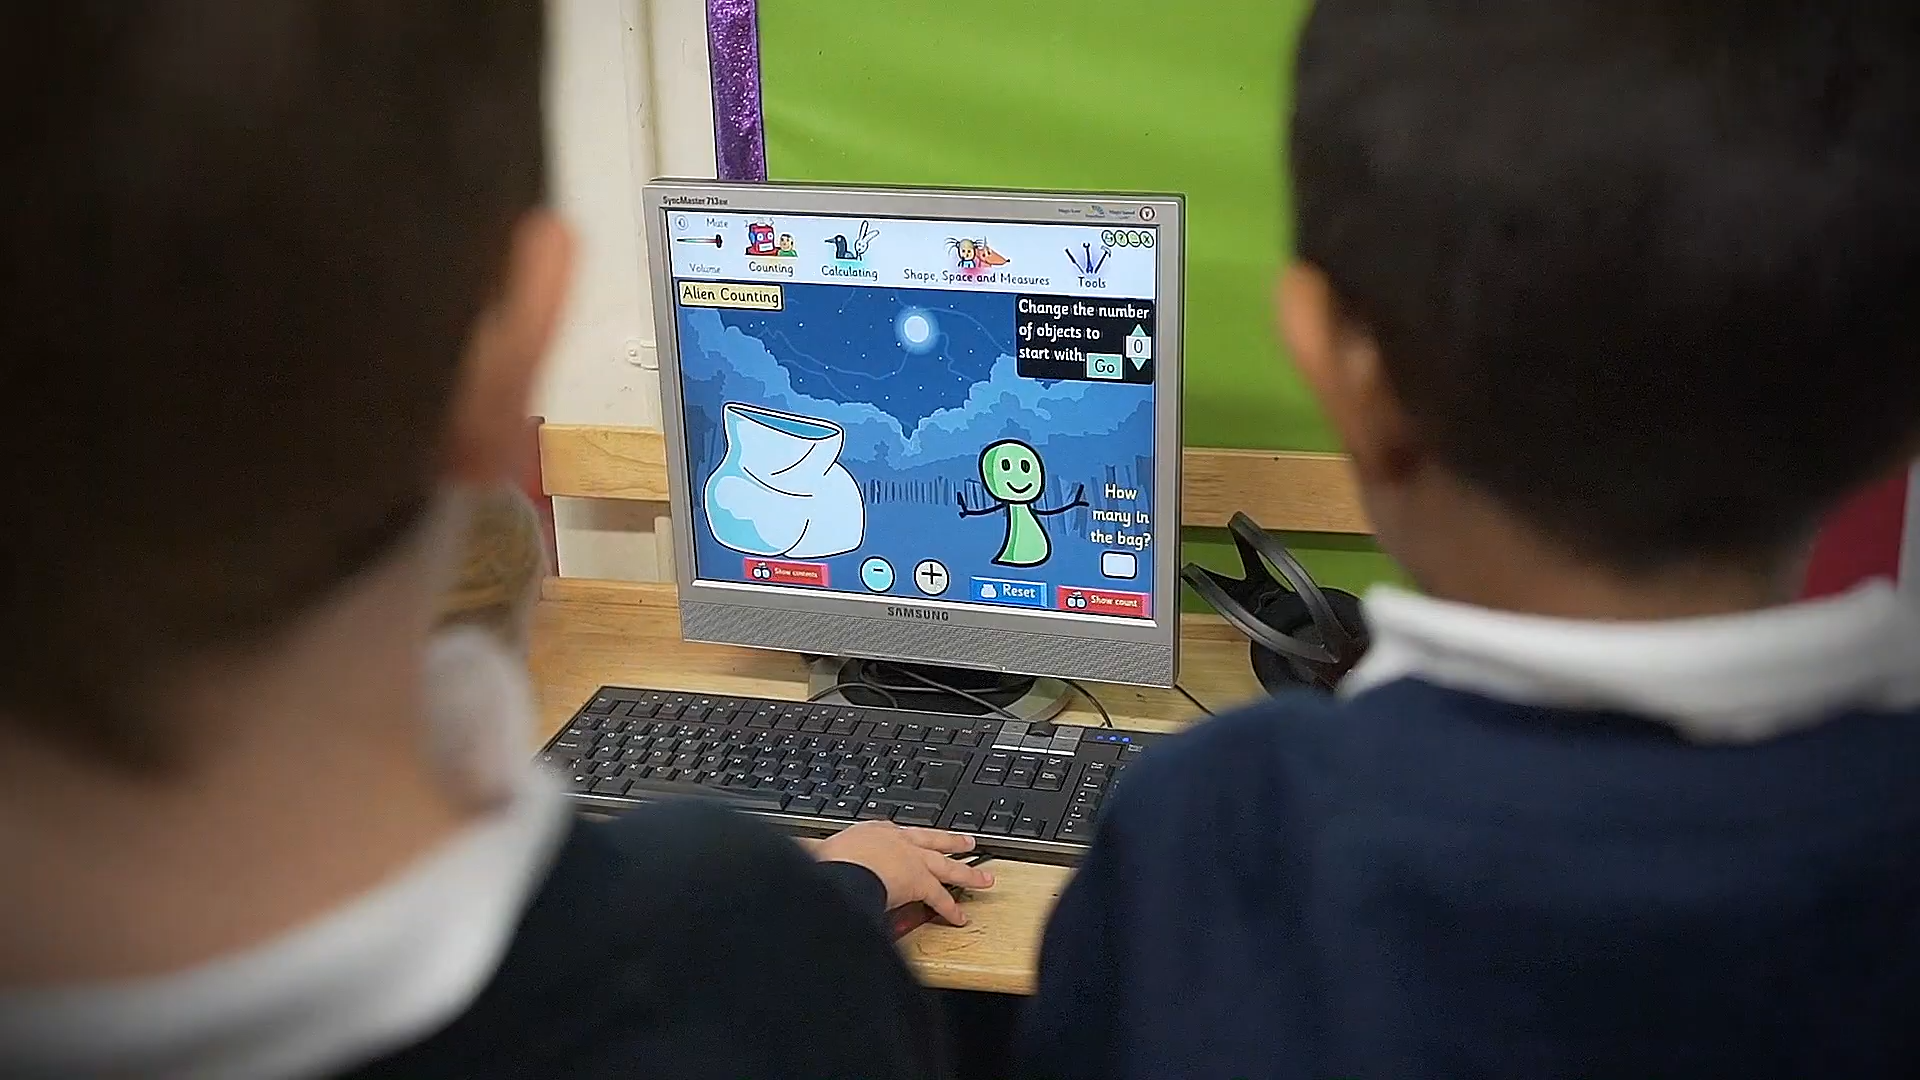 SyncMaster 713BM
Mute
Volume
Counting
Calculating
Shape, Space and Measures
Tools
Alien Counting
Change the number
of objects to
start with.
0
Go
How
many in
the bag?
Show contents
-
+
Reset
Show count
SAMSUNG